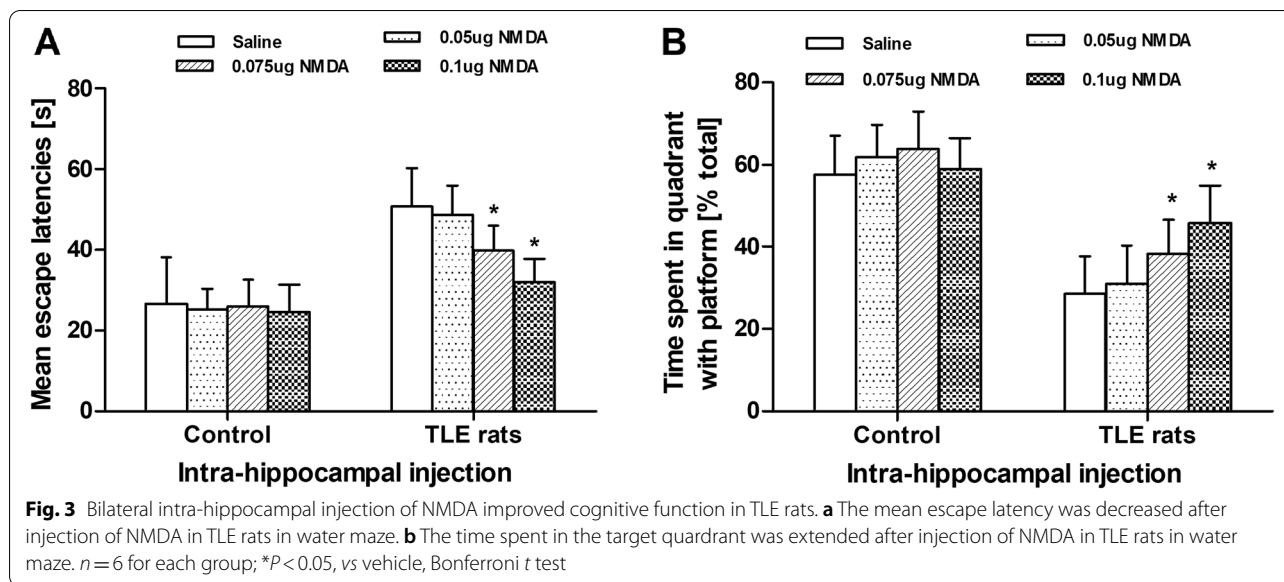 A
Saline
0.05ug NMDA
0.075ug NMDA
0.1ug NMDA
Mean escape latencies [s]
80
60
40
20
0
* *
Control TLE rats
Intra-hippocampal injection
B
Saline
0.05ug NMDA
0.075ug NMDA
0.1ug NMDA
Time spent in quadrant
with platform [% total]
80
60
40
20
0
* *
Control TLE rats
Intra-hippocampal injection
Fig. 3 Bilateral intra-hippocampal injection of NMDA improved cognitive function in TLE rats. a The mean escape latency was decreased after
injection of NMDA in TLE rats in water maze. b The time spent in the target quadrant was extended after injection of NMDA in TLE rats in water
maze. n = 6 for each group; *P < 0.05, vs vehicle, Bonferroni t test